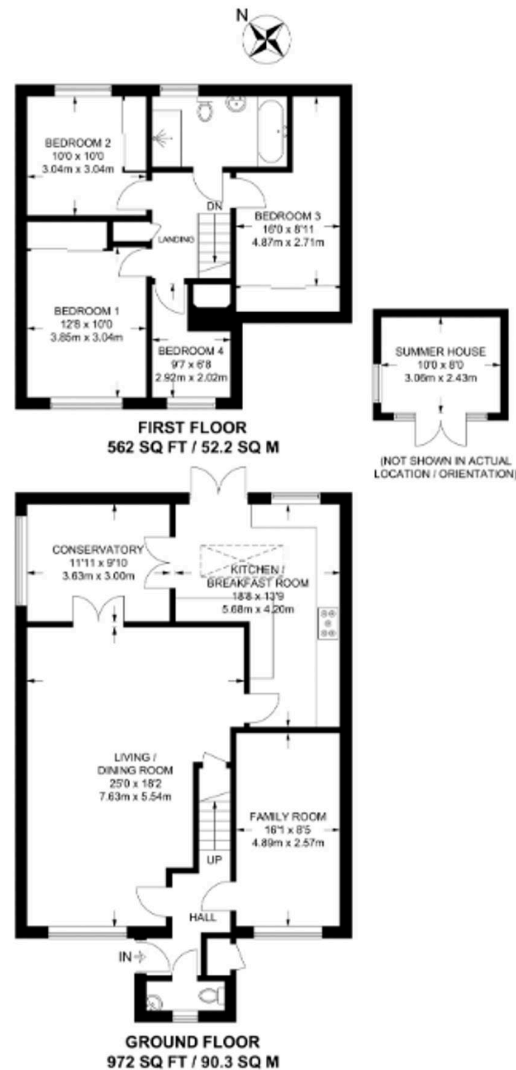 N
BEDROOM 2
10'0 x 10'0
3.04m x 3.04m
DN
LANDING
BEDROOM 3
16'0 x 8'11
4.87m x 2.71m
BEDROOM 1
12'8 x 10'0
3.85m x 3.04m
BEDROOM 4
9'7 x 6'8
2.92m x 2.02m
FIRST FLOOR
562 SQ FT / 52.2 SQ M
SUMMER HOUSE
10'0 x 8'0
3.06m x 2.43m
(NOT SHOWN IN ACTUAL
LOCATION / ORIENTATION)
CONSERVATORY
11'11 x 9'10
3.63m x 3.00m
KITCHEN /
BREAKFAST ROOM
18'8 x 13'9
5.68m x 4.20m
LIVING /
DINING ROOM
25'0 x 18'2
7.63m x 5.54m
UP
FAMILY ROOM
16'1 x 8'5
4.89m x 2.57m
HALL
IN
GROUND FLOOR
972 SQ FT / 90.3 SQ M